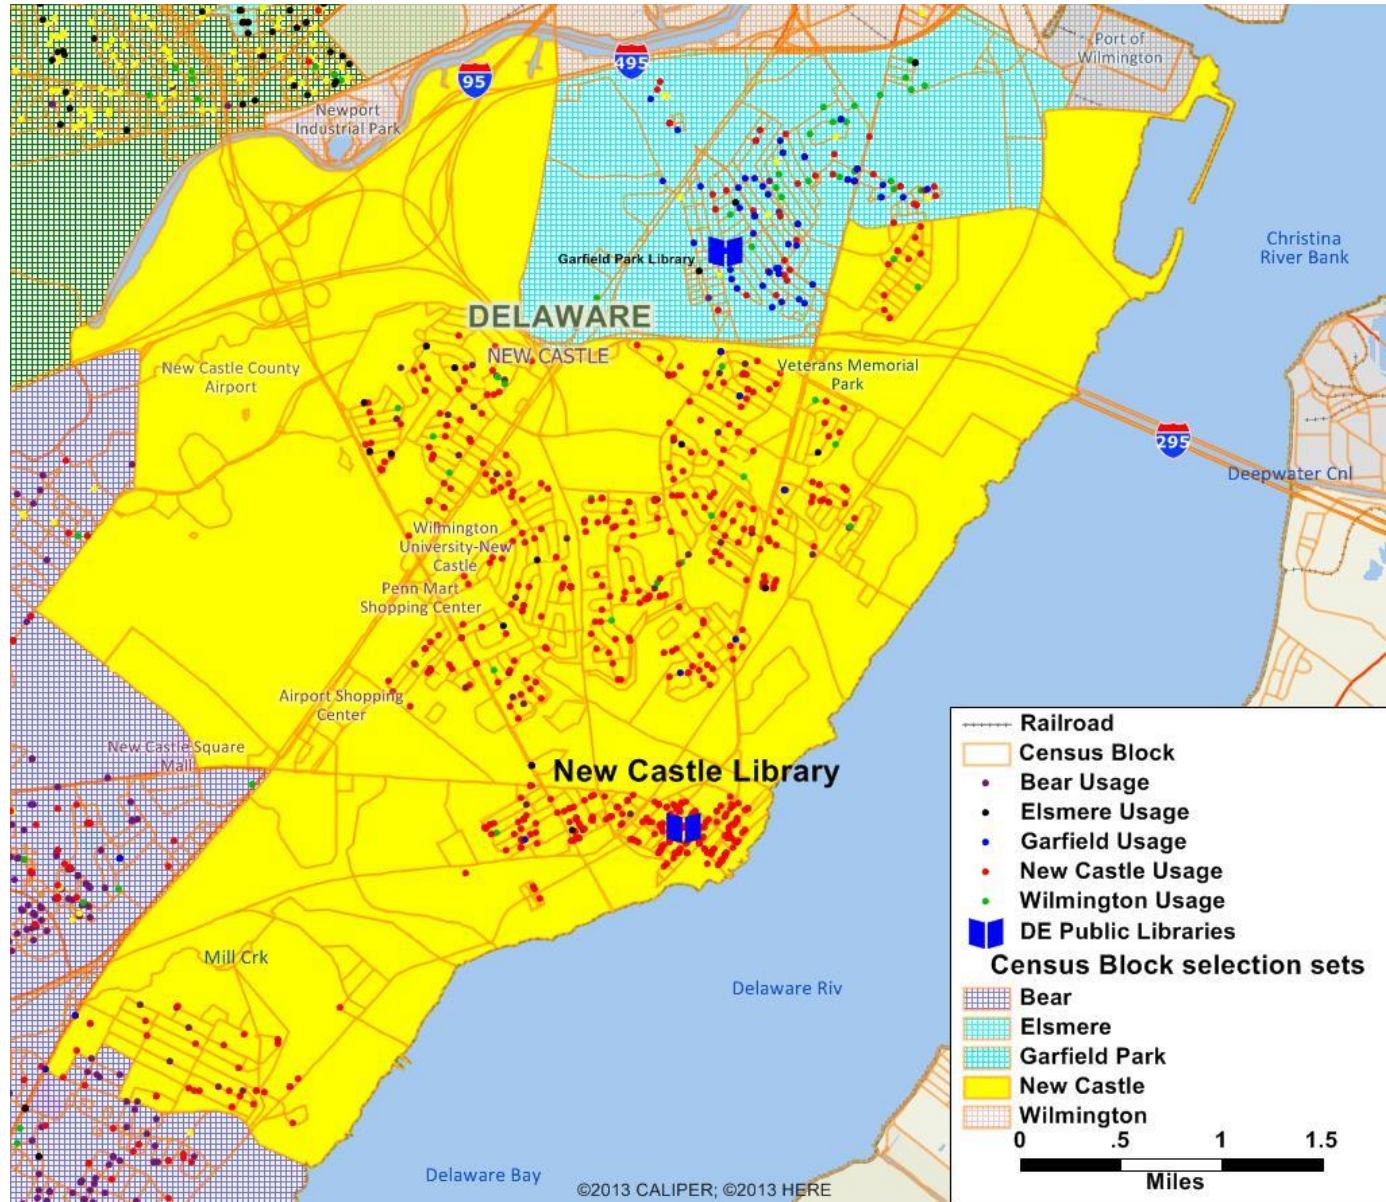 Port of
Wilmington
495
95
Newport
Industrial Park
Christina
River Bank
Garfield Park Library
DELAWARE
NEW CASTLE
New Castle County
Airport
Veterans Memorial
Park
295
Deepwater Cnl
Wilmington
University-New
Castle
Penn Mart
Shopping Center
Airport Shopping
Center
New Castle Square
Mall
New Castle Library
Mill Crk
Delaware Riv
Delaware Bay
©2013 CALIPER; ©2013 HERE
Railroad
Census Block
Bear Usage
Elsmere Usage
Garfield Usage
New Castle Usage
Wilmington Usage
DE Public Libraries
Census Block selection sets
Bear
Elsmere
Garfield Park
New Castle
Wilmington
0 .5 1 1.5
Miles